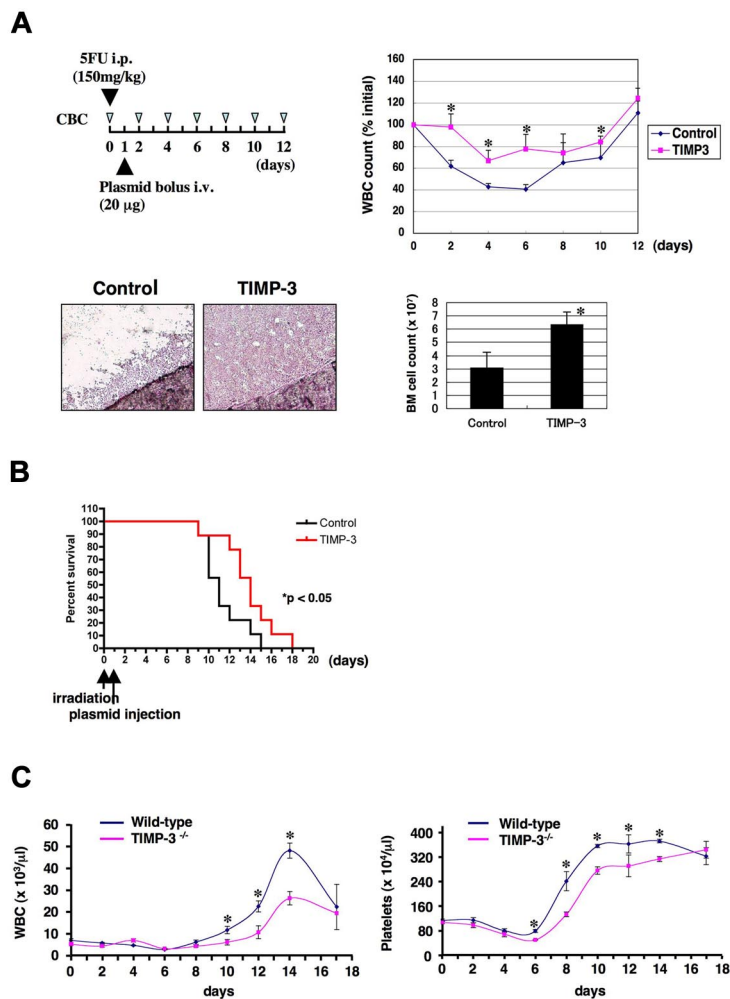 A
5FU i.p.
(150mg/kg)
CBC
0 1 2 4 6 8 10 12
(days)
Plasmid bolus i.v.
(20 µg)
WBC count (% initial)
160
140
120
100
80
60
40
20
0
* * * *
0 2 4 6 8 10 12 (days)
Control
TIMP3
Control TIMP-3
BM cell count (x 10⁷)
8
7
6
5
4
3
2
1
0
*
Control TIMP-3
B
Percent survival
110
100
90
80
70
60
50
40
30
20
10
0
Control
TIMP-3
*p < 0.05
0 2 4 6 8 10 12 14 16 18 20 (days)
irradiation
plasmid injection
C
WBC (x 10³/µl)
60
50
40
30
20
10
0
Wild-type
TIMP-3 -/-
* * *
0 2 4 6 8 10 12 14 16 18
days
Platelets (x 10⁴/µl)
400
320
240
160
80
0
Wild-type
TIMP-3-/-
* * * * *
0 2 4 6 8 10 12 14 16 18
days